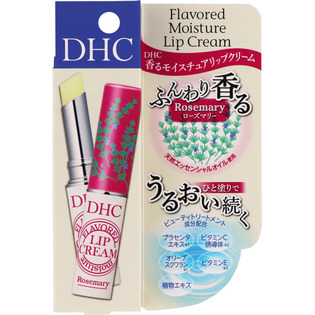 DHC
Flavored
Moisture
Lip Cream
DHC
香るモイスチュアリップクリーム
ふんわり香る
Rosemary
ローズマリー
天然エッセンシャルオイル使用
ひと塗りで
うるおい続く
ビューティトリートメント
成分配合
プラセンタ
エキス
ビタミンC
誘導体
オリーブ
スクワラン
ビタミンE
植物エキス
DHC
FLAVORED
LIP
CREAM
MOISTURE
Rosemary